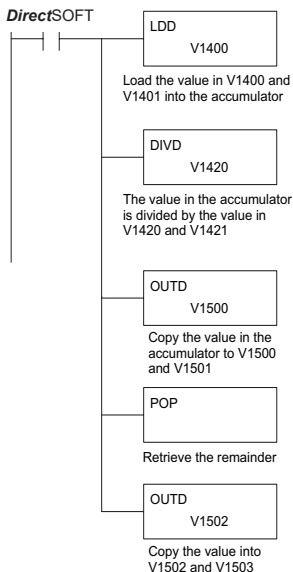 DirectSOFT
LDD
V1400
Load the value in V1400 and
V1401 into the accumulator
DIVD
V1420
The value in the accumulator
is divided by the value in
V1420 and V1421
OUTD
V1500
Copy the value in the
accumulator to V1500
and V1501
POP
Retrieve the remainder
OUTD
V1502
Copy the value into
V1502 and V1503